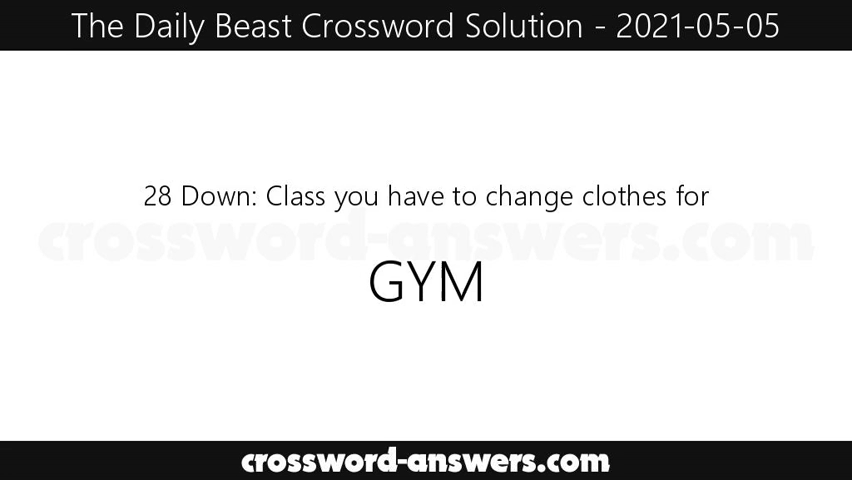 The Daily Beast Crossword Solution - 2021-05-05
28 Down: Class you have to change clothes for
crossword-answers.com
GYM
crossword-answers.com